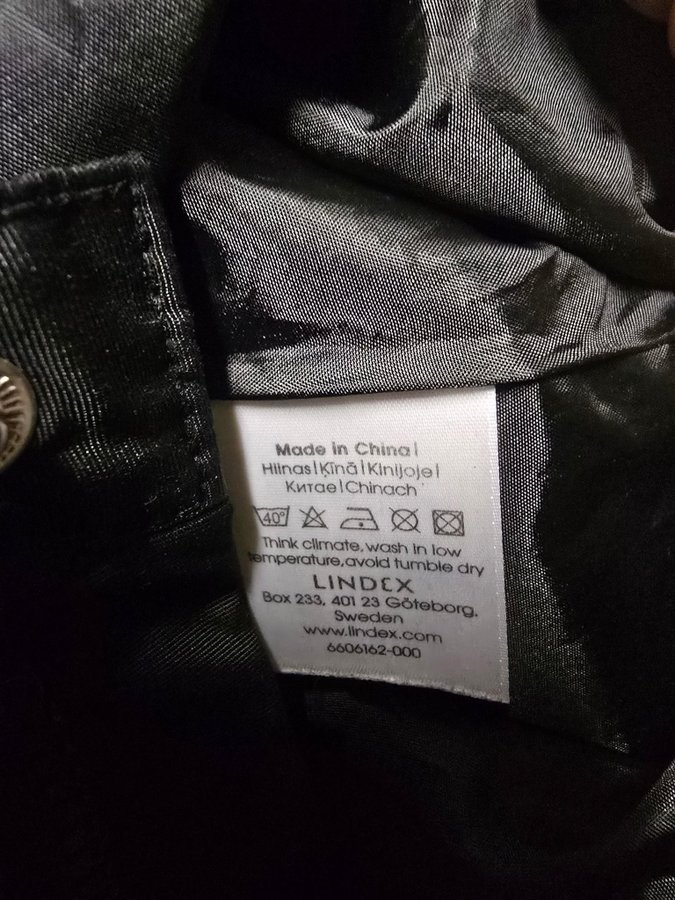 Made in China|
Hiinas|Ķīnā|Kinijoje|
Китае|Chinach
40°
Think climate, wash in low
temperature, avoid tumble dry
LINDEX
Box 233, 401 23 Göteborg,
Sweden
www.lindex.com
6606162-000